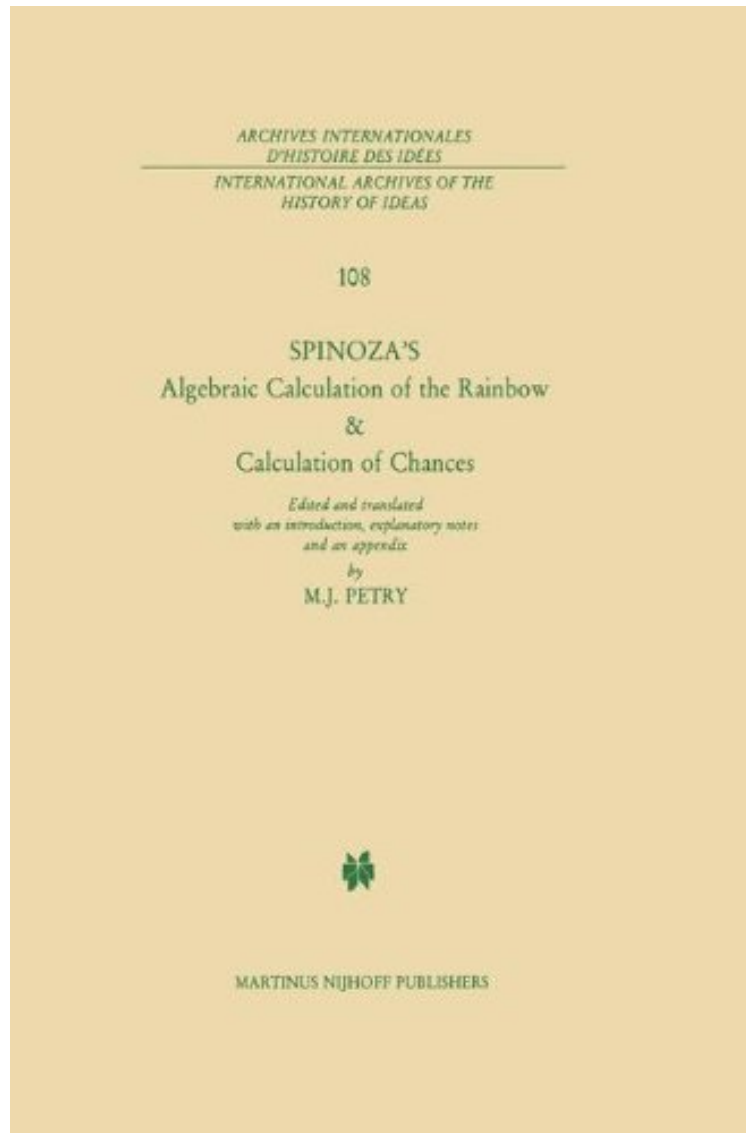 ARCHIVES INTERNATIONALES
D'HISTOIRE DES IDÉES
INTERNATIONAL ARCHIVES OF THE
HISTORY OF IDEAS
108
SPINOZA'S
Algebraic Calculation of the Rainbow
&
Calculation of Chances
Edited and translated
with an introduction, explanatory notes
and an appendix
by
M.J. PETRY
MARTINUS NIJHOFF PUBLISHERS